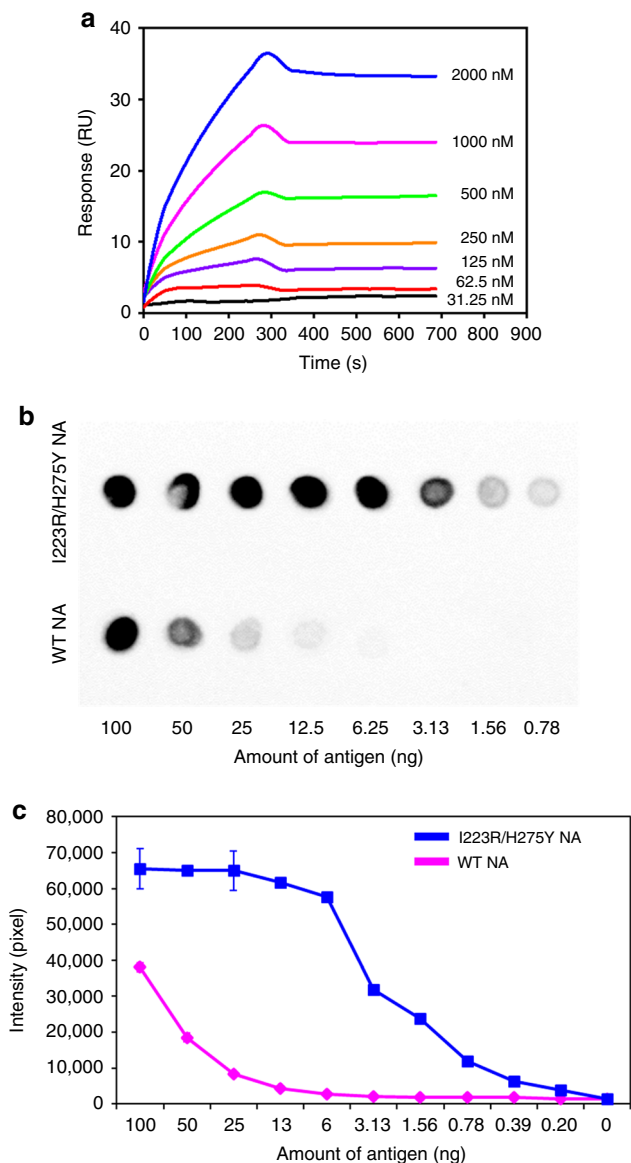 a
40
30
20
10
0
Response (RU)
2000 nM
1000 nM
500 nM
250 nM
125 nM
62.5 nM
31.25 nM
0 100 200 300 400 500 600 700 800 900
Time (s)
b
I223R/H275Y NA
WT NA
100 50 25 12.5 6.25 3.13 1.56 0.78
Amount of antigen (ng)
c
80,000
70,000
60,000
50,000
40,000
30,000
20,000
10,000
0
Intensity (pixel)
I223R/H275Y NA
WT NA
100 50 25 13 6 3.13 1.56 0.78 0.39 0.20 0
Amount of antigen (ng)